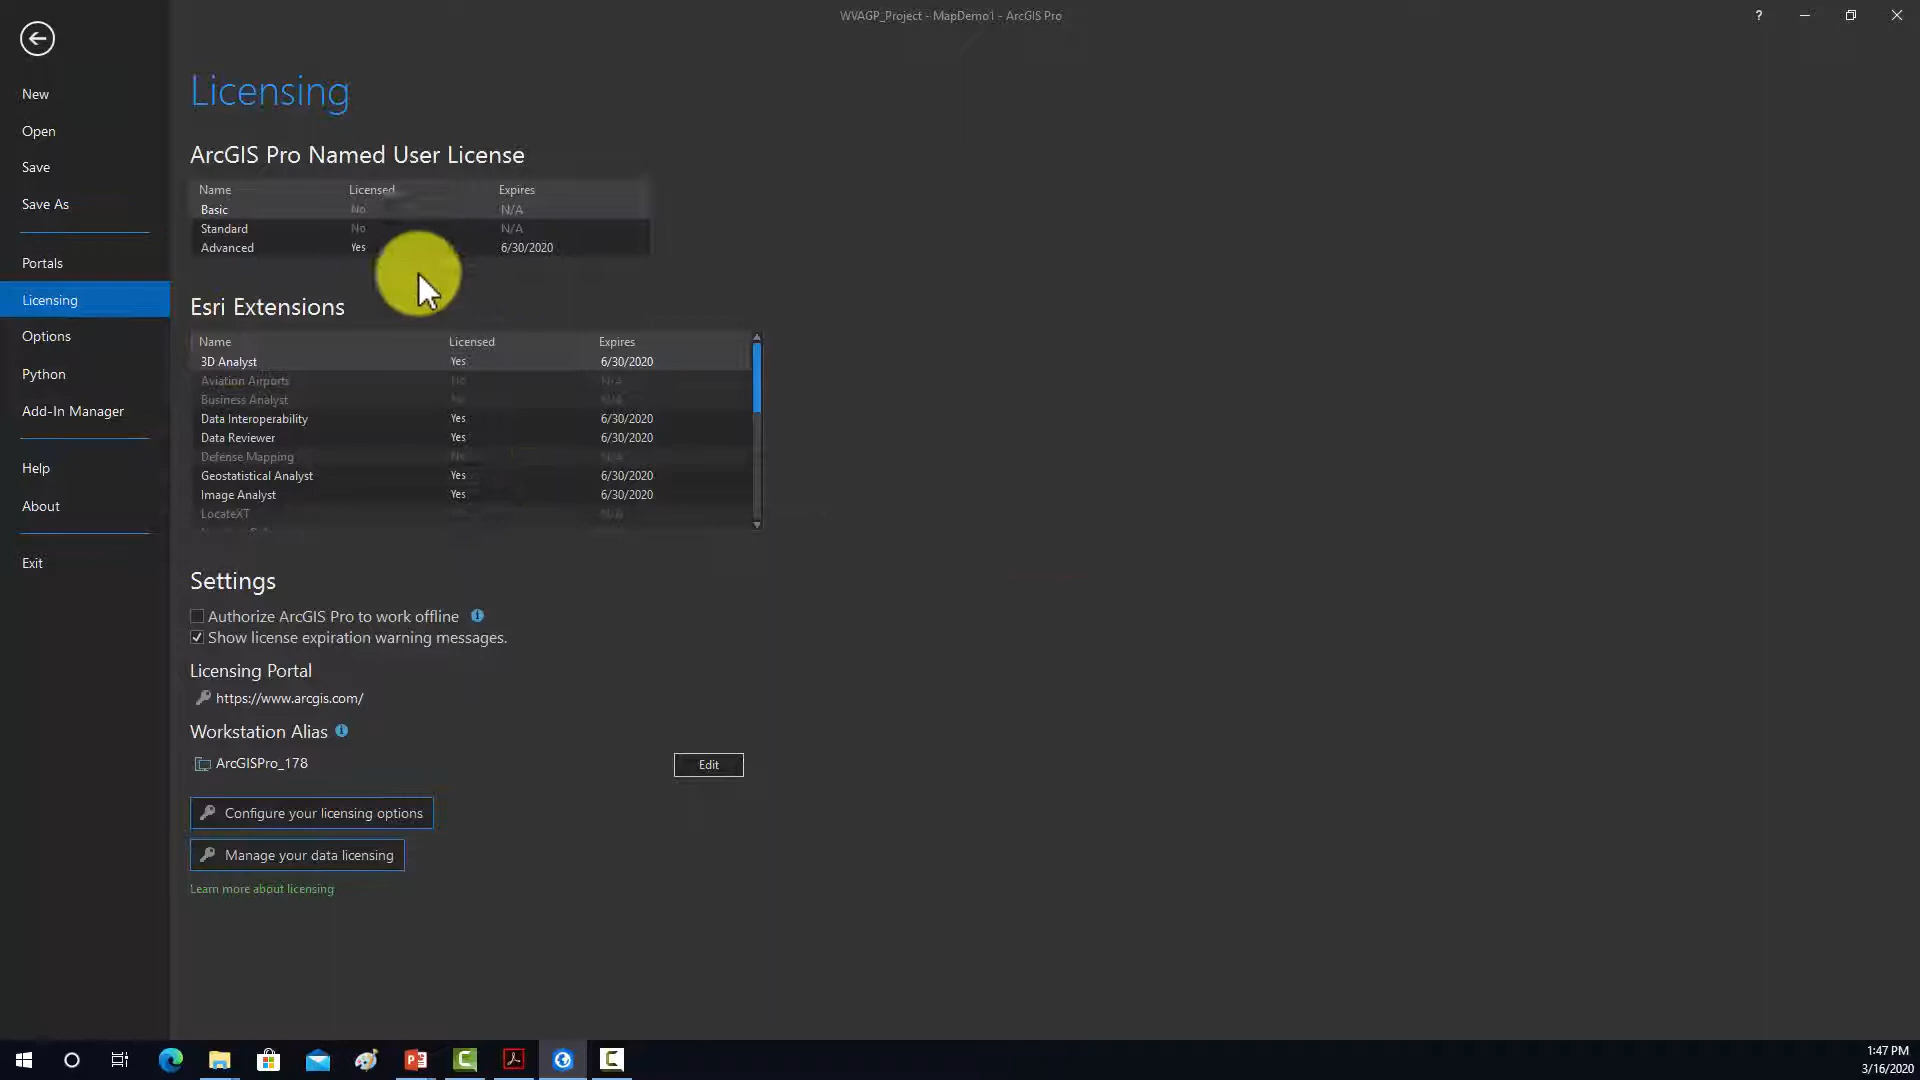 WVAGP_Project - MapDemo1 - ArcGIS Pro
?
New
Open
Save
Save As
Portals
Licensing
Options
Python
Add-In Manager
Help
About
Exit
Licensing
ArcGIS Pro Named User License
Name Licensed Expires
Basic No N/A
Standard No N/A
Advanced Yes 6/30/2020
Esri Extensions
Name Licensed Expires
3D Analyst Yes 6/30/2020
Aviation Airports No N/A
Business Analyst No N/A
Data Interoperability Yes 6/30/2020
Data Reviewer Yes 6/30/2020
Defense Mapping No N/A
Geostatistical Analyst Yes 6/30/2020
Image Analyst Yes 6/30/2020
LocateXT No N/A
Settings
Authorize ArcGIS Pro to work offline
Show license expiration warning messages.
Licensing Portal
https://www.arcgis.com/
Workstation Alias
ArcGISPro_178
Edit
Configure your licensing options
Manage your data licensing
Learn more about licensing
1:47 PM
3/16/2020